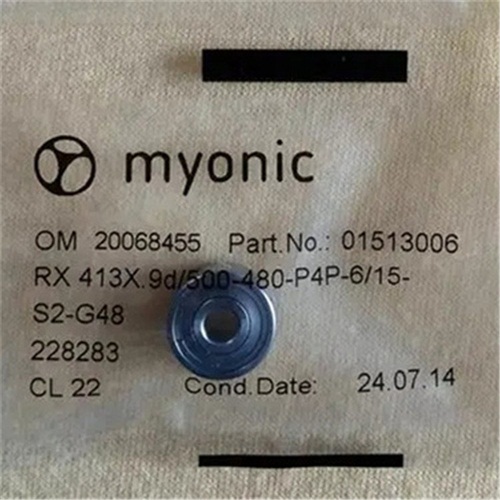 myonic
OM 20068455 Part.No.: 01513006
RX 413X.9d/500-480-P4P-6/15-
S2-G48
228283
CL 22 Cond.Date: 24.07.14